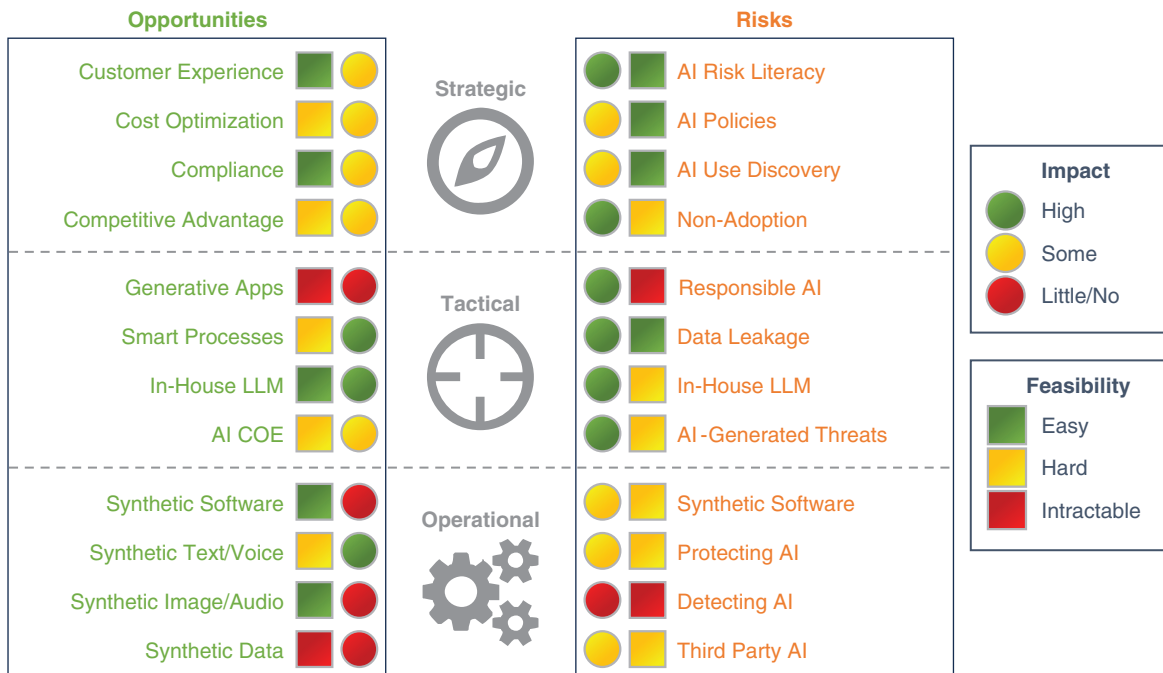 Opportunities
Risks
Customer Experience
Cost Optimization
Compliance
Competitive Advantage
Strategic
AI Risk Literacy
AI Policies
AI Use Discovery
Non-Adoption
Generative Apps
Smart Processes
In-House LLM
AI COE
Tactical
Responsible AI
Data Leakage
In-House LLM
AI-Generated Threats
Synthetic Software
Synthetic Text/Voice
Synthetic Image/Audio
Synthetic Data
Operational
Synthetic Software
Protecting AI
Detecting AI
Third Party AI
Impact
High
Some
Little/No
Feasibility
Easy
Hard
Intractable